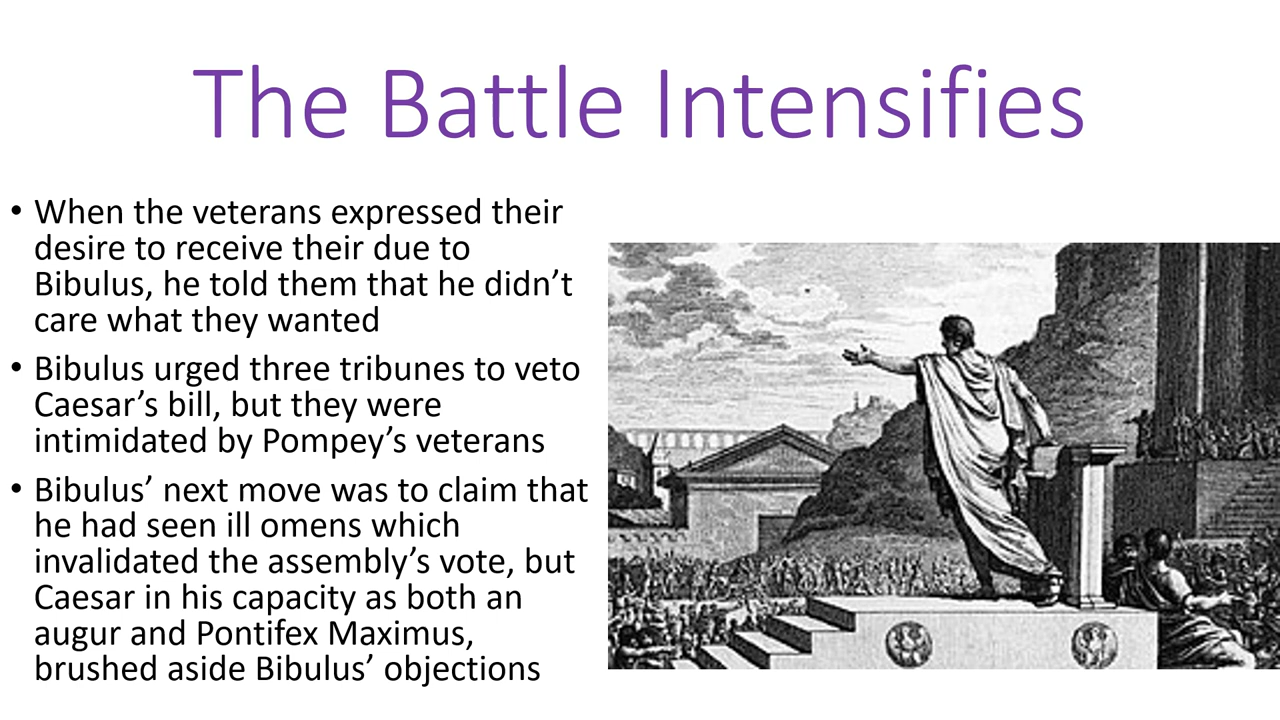 The Battle Intensifies
• When the veterans expressed their
desire to receive their due to
Bibulus, he told them that he didn’t
care what they wanted
• Bibulus urged three tribunes to veto
Caesar’s bill, but they were
intimidated by Pompey’s veterans
• Bibulus’ next move was to claim that
he had seen ill omens which
invalidated the assembly’s vote, but
Caesar in his capacity as both an
augur and Pontifex Maximus,
brushed aside Bibulus’ objections